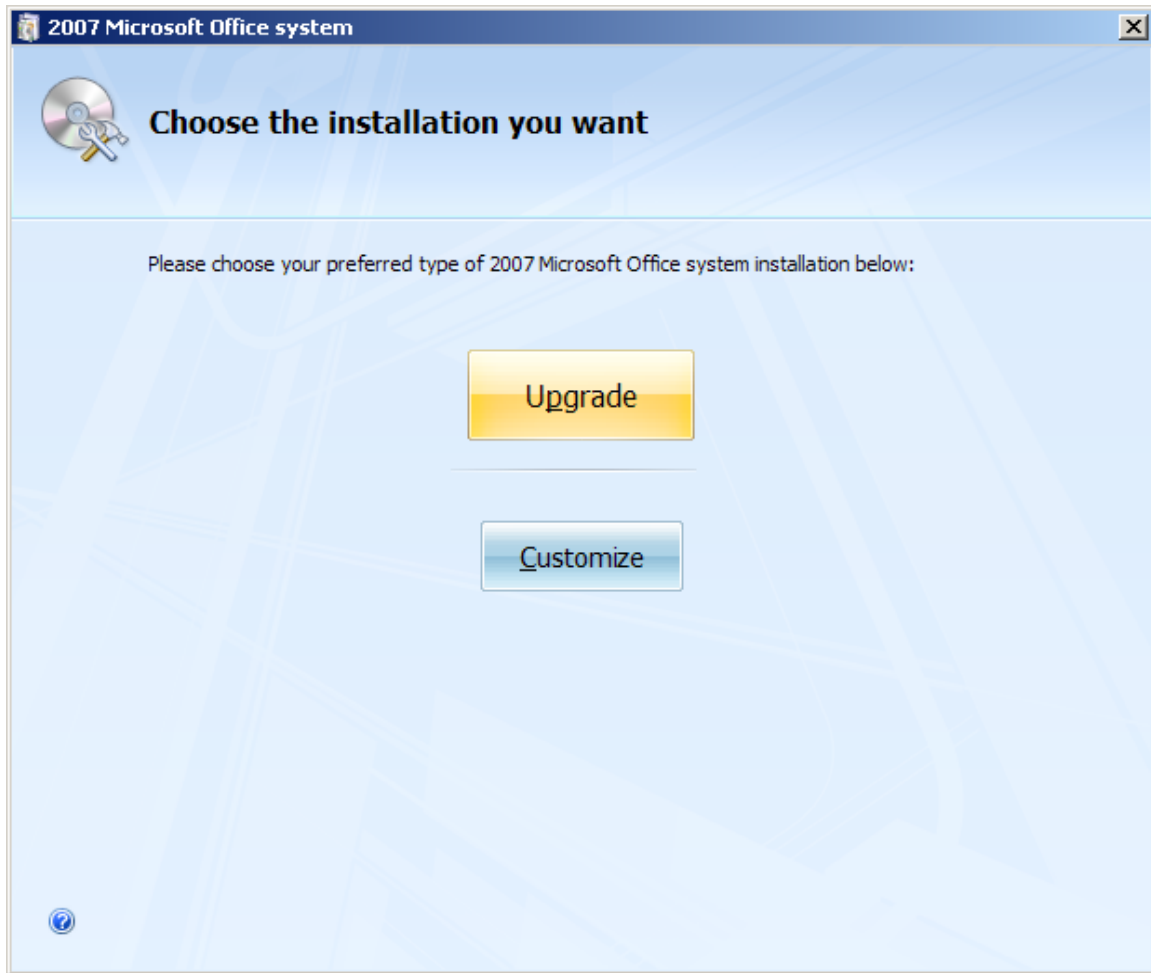 2007 Microsoft Office system
Choose the installation you want
Please choose your preferred type of 2007 Microsoft Office system installation below:
Upgrade
Customize